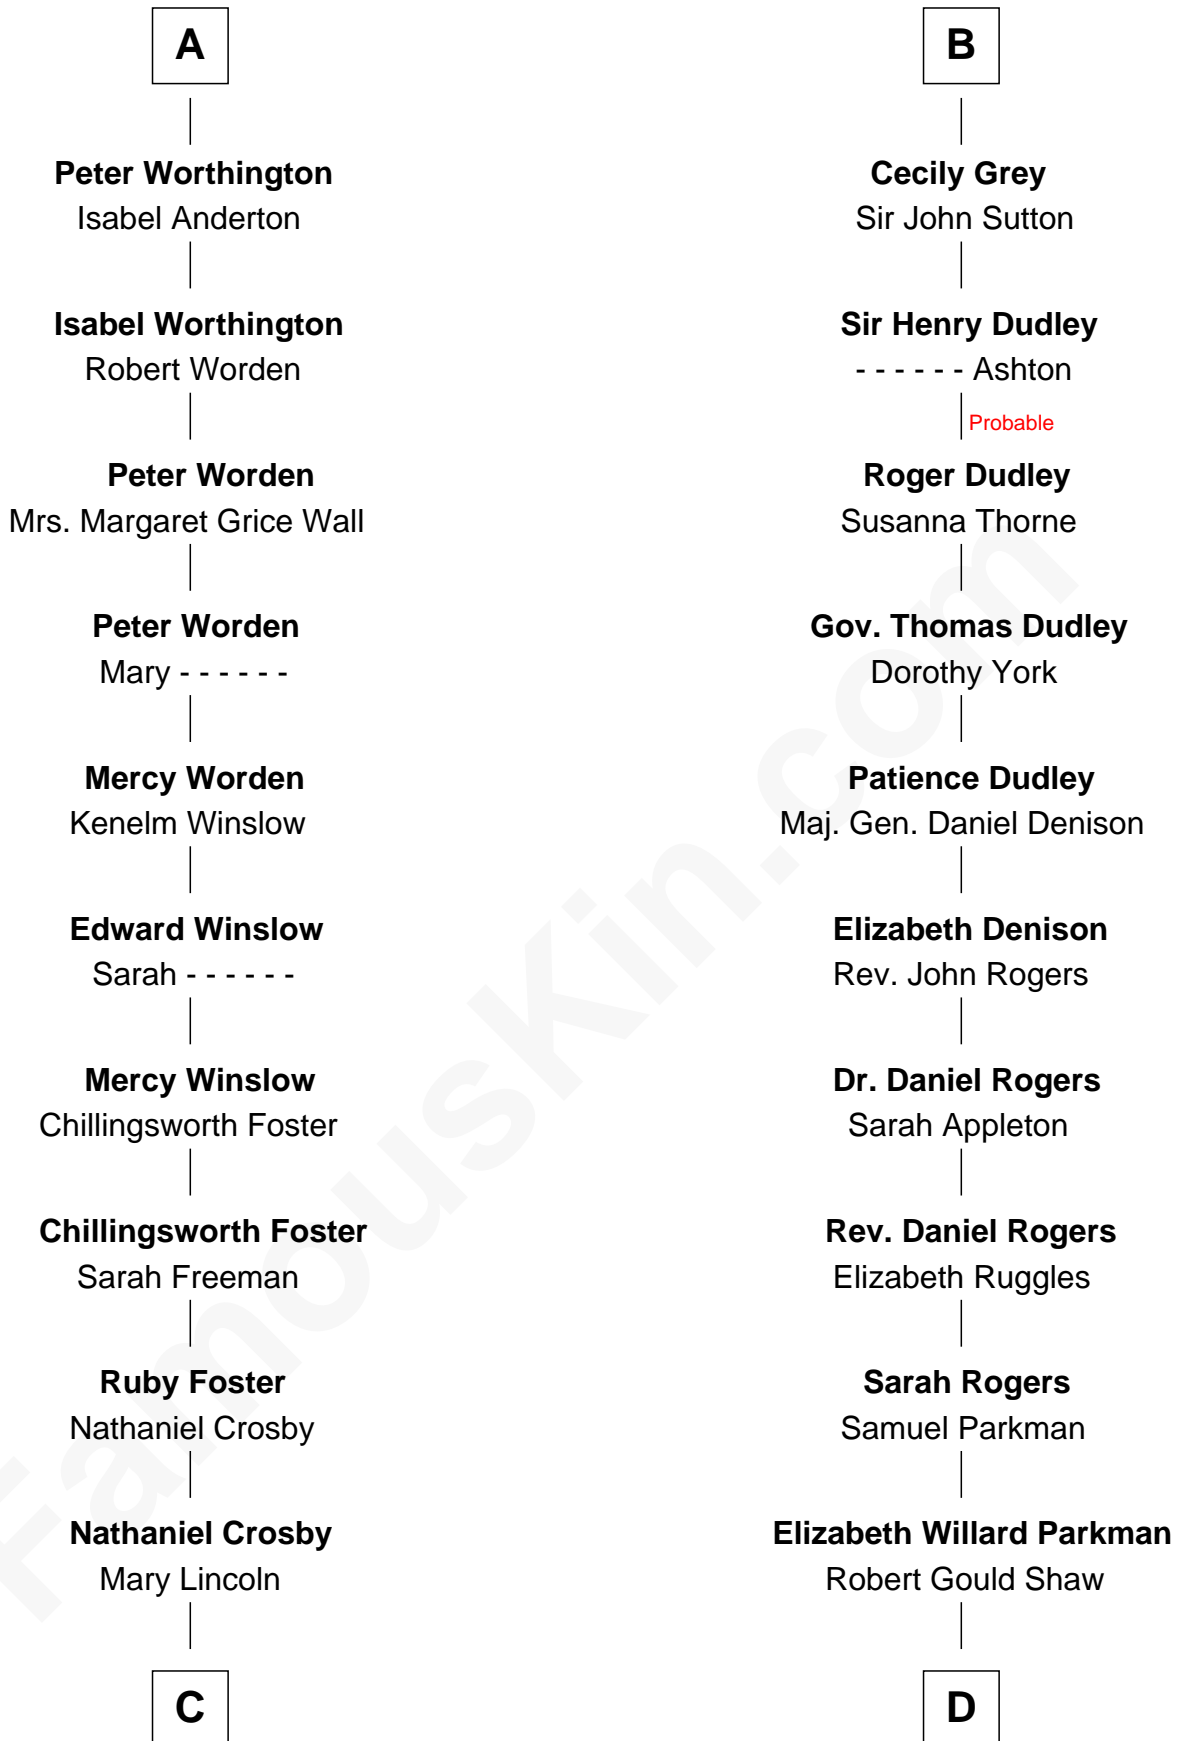 A
Peter Worthington
Isabel Anderton
Isabel Worthington
Robert Worden
Peter Worden
Mrs. Margaret Grice Wall
Peter Worden
Mary - - - - - -
Mercy Worden
Kenelm Winslow
Edward Winslow
Sarah - - - - - -
Mercy Winslow
Chillingsworth Foster
Chillingsworth Foster
Sarah Freeman
Ruby Foster
Nathaniel Crosby
Nathaniel Crosby
Mary Lincoln
C
B
Cecily Grey
Sir John Sutton
Sir Henry Dudley
- - - - - - Ashton
Probable
Roger Dudley
Susanna Thorne
Gov. Thomas Dudley
Dorothy York
Patience Dudley
Maj. Gen. Daniel Denison
Elizabeth Denison
Rev. John Rogers
Dr. Daniel Rogers
Sarah Appleton
Rev. Daniel Rogers
Elizabeth Ruggles
Sarah Rogers
Samuel Parkman
Elizabeth Willard Parkman
Robert Gould Shaw
D
FamousKin.com